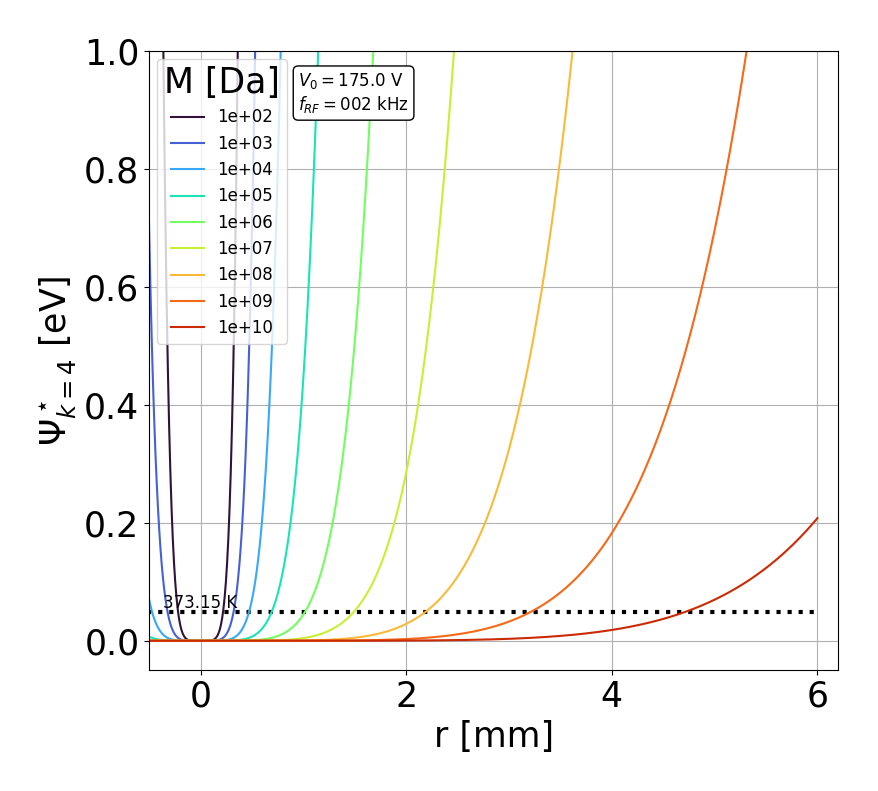 1.0
0.8
0.6
0.4
0.2
0.0
Ψ*ₖ₌₄ [eV]
M [Da]
1e+02
1e+03
1e+04
1e+05
1e+06
1e+07
1e+08
1e+09
1e+10
V₀ = 175.0 V
f_RF = 002 kHz
373.15 K
0 2 4 6
r [mm]